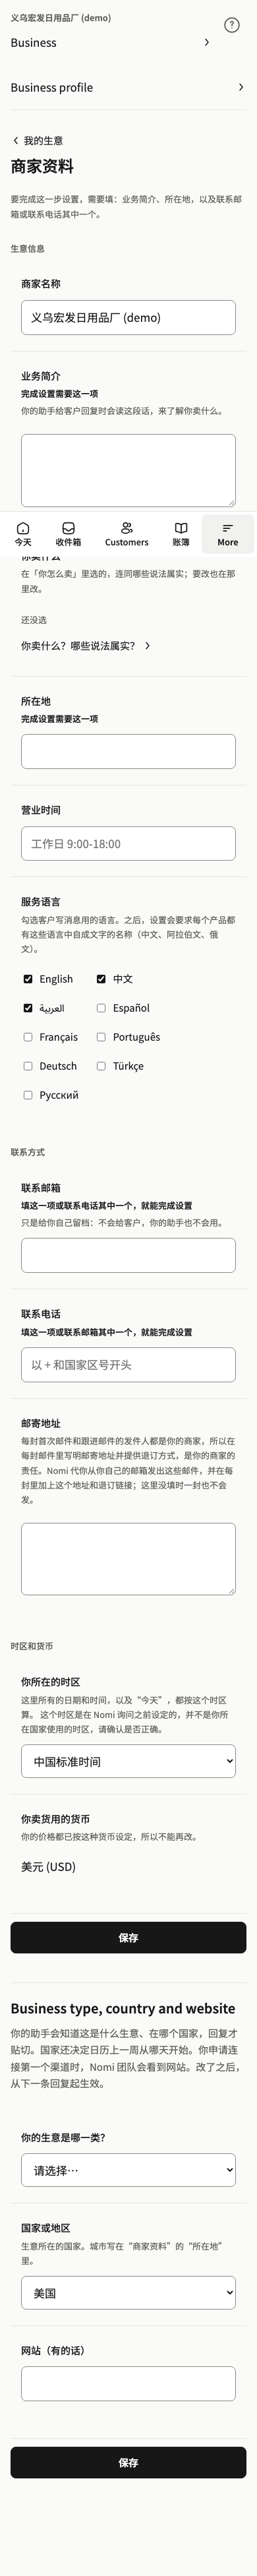 义乌宏发日用品厂 (demo)
Business
Business profile
我的生意
商家资料
要完成这一步设置，需要填：业务简介、所在地，以及联系邮
箱或联系电话其中一个。
生意信息
商家名称
义乌宏发日用品厂 (demo)
业务简介
完成设置需要这一项
你的助手给客户回复时会读这段话，来了解你卖什么。
今天
收件箱
Customers
账簿
More
你卖什么
在「你怎么卖」里选的，连同哪些说法属实；要改也在那
里改。
还没选
你卖什么？哪些说法属实？
所在地
完成设置需要这一项
营业时间
工作日 9:00-18:00
服务语言
勾选客户写消息用的语言。之后，设置会要求每个产品都
有这些语言中自成文字的名称（中文、阿拉伯文、俄
文）。
English
中文
العربية
Español
Français
Português
Deutsch
Türkçe
Русский
联系方式
联系邮箱
填这一项或联系电话其中一个，就能完成设置
只是给你自己留档：不会给客户，你的助手也不会用。
联系电话
填这一项或联系邮箱其中一个，就能完成设置
以 + 和国家区号开头
邮寄地址
每封首次邮件和跟进邮件的发件人都是你的商家，所以在
每封邮件里写明邮寄地址并提供退订方式，是你的商家的
责任。Nomi 代你从你自己的邮箱发出这些邮件，并在每
封里加上这个地址和退订链接；这里没填时一封也不会
发。
时区和货币
你所在的时区
这里所有的日期和时间，以及“今天”，都按这个时区
算。 这个时区是在 Nomi 询问之前设定的，并不是你所
在国家使用的时区，请确认是否正确。
中国标准时间
你卖货用的货币
你的价格都已按这种货币设定，所以不能再改。
美元 (USD)
保存
Business type, country and website
你的助手会知道这是什么生意、在哪个国家，回复才
贴切。国家还决定日历上一周从哪天开始。你申请连
接第一个渠道时，Nomi 团队会看到网站。改了之后，
从下一条回复起生效。
你的生意是哪一类？
请选择…
国家或地区
生意所在的国家。城市写在“商家资料”的“所在地”
里。
美国
网站（有的话）
保存